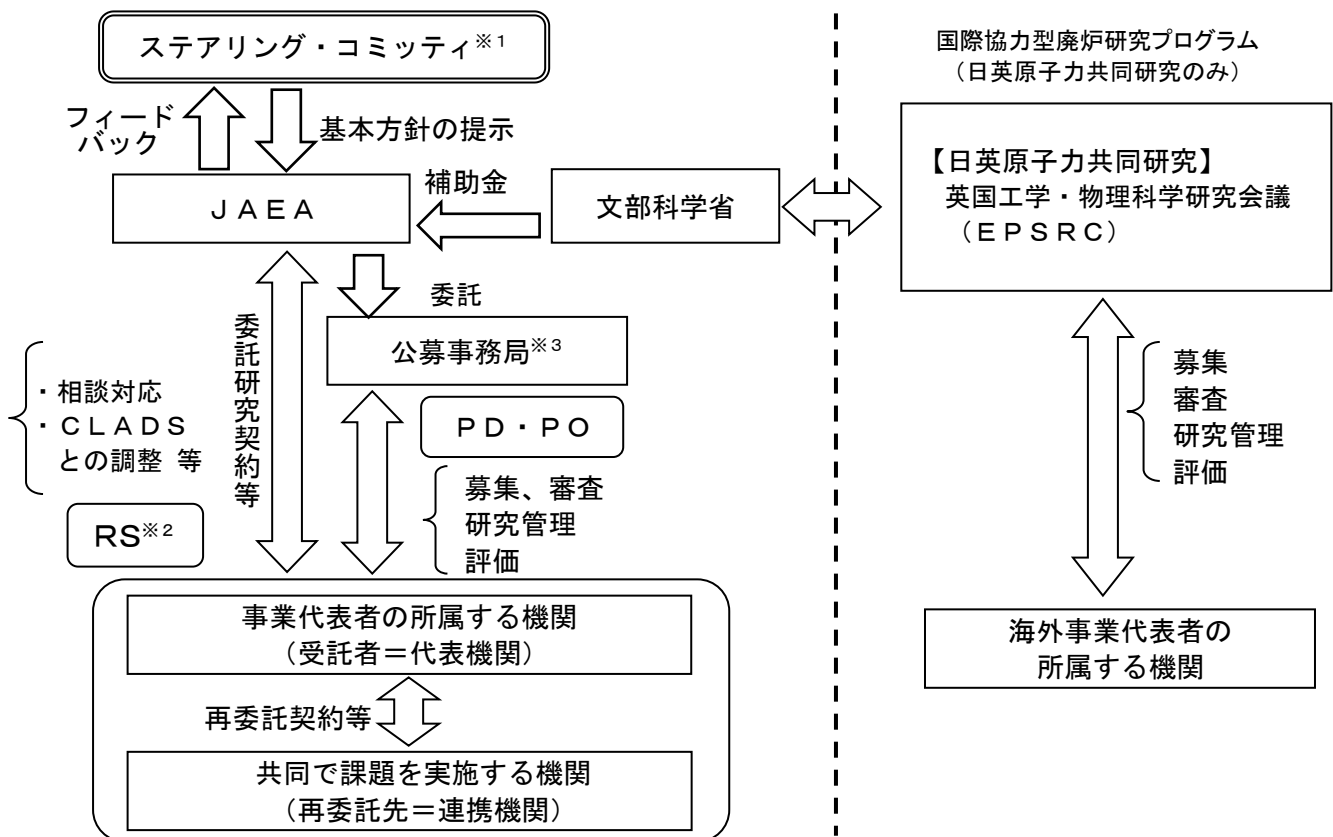 ステアリング・コミッティ※1
フィード
バック
基本方針の提示
JAEA
補助金
文部科学省
委託
公募事務局※3
委託研究契約等
・相談対応
・CLADS
との調整 等
RS※2
PD・PO
募集、審査
研究管理
評価
事業代表者の所属する機関
(受託者=代表機関)
再委託契約等
共同で課題を実施する機関
(再委託先=連携機関)
国際協力型廃炉研究プログラム
(日英原子力共同研究のみ)
【日英原子力共同研究】
英国工学・物理科学研究会議
(EPSRC)
募集
審査
研究管理
評価
海外事業代表者の
所属する機関